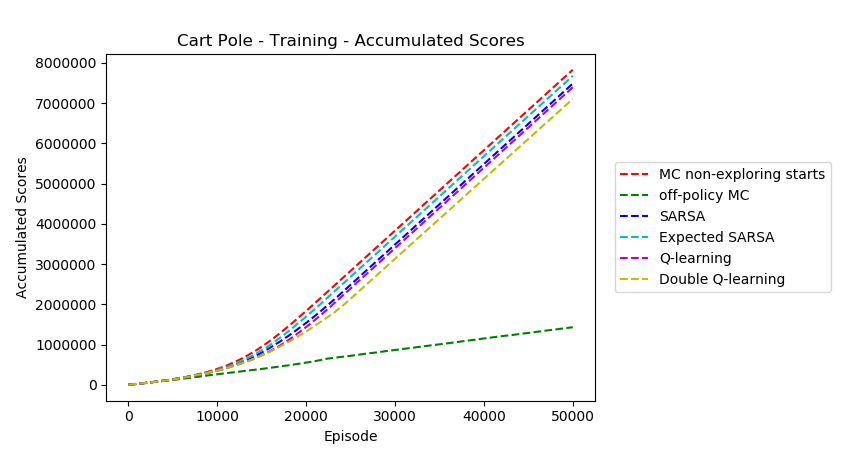 Cart Pole - Training - Accumulated Scores
Accumulated Scores
8000000
7000000
6000000
5000000
4000000
3000000
2000000
1000000
0
0 10000 20000 30000 40000 50000
Episode
MC non-exploring starts
off-policy MC
SARSA
Expected SARSA
Q-learning
Double Q-learning